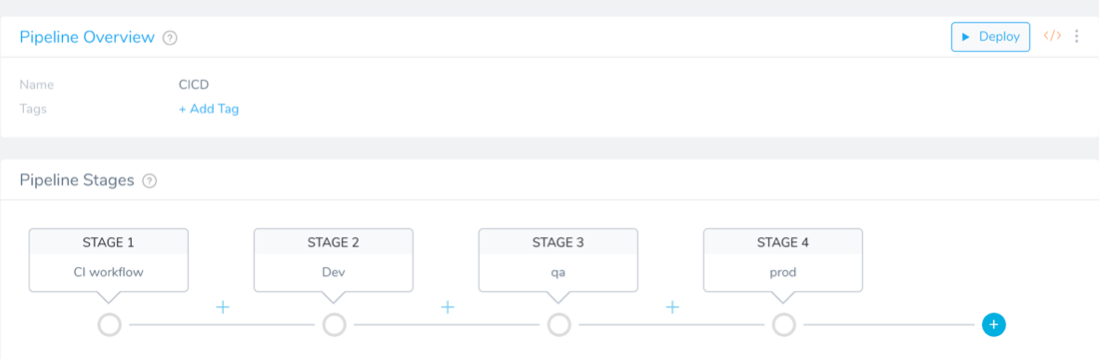 Pipeline Overview ?
Deploy </>
Name CICD
Tags + Add Tag
Pipeline Stages ?
STAGE 1 STAGE 2 STAGE 3 STAGE 4
CI workflow Dev qa prod
+ + +
+